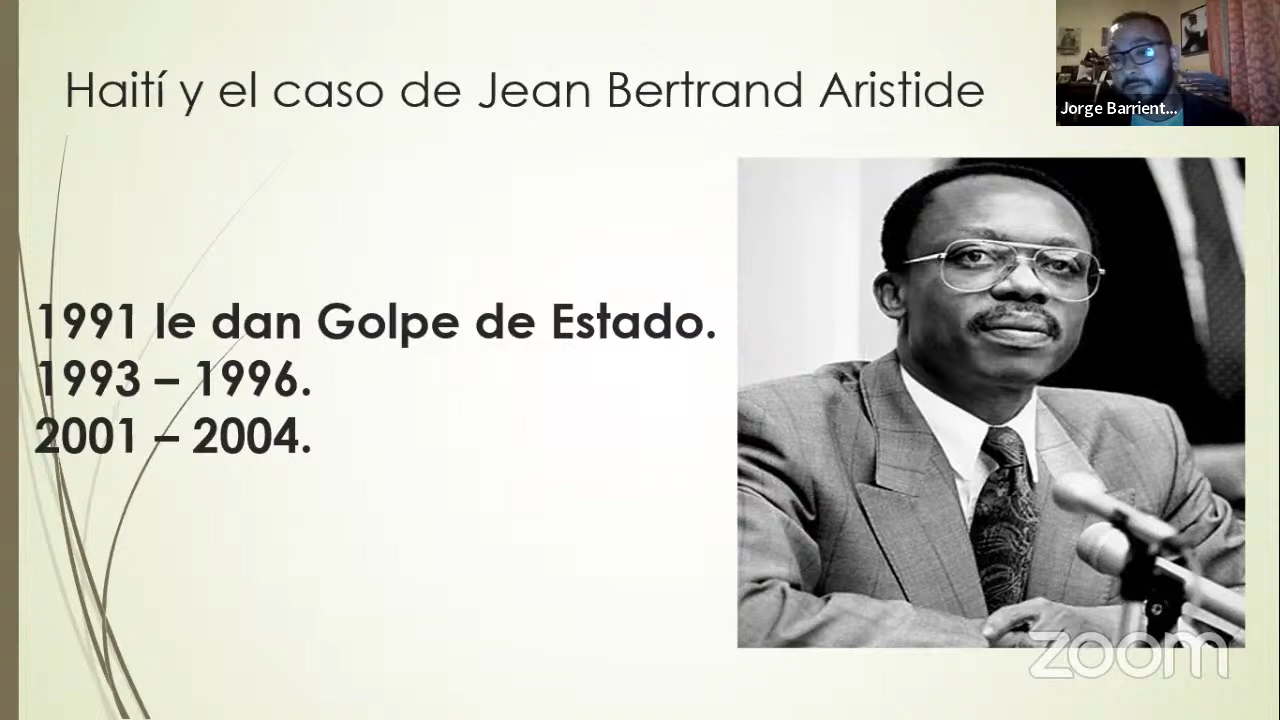 Haití y el caso de Jean Bertrand Aristide
Jorge Barrient...
1991 le dan Golpe de Estado.
1993 – 1996.
2001 – 2004.
zoom